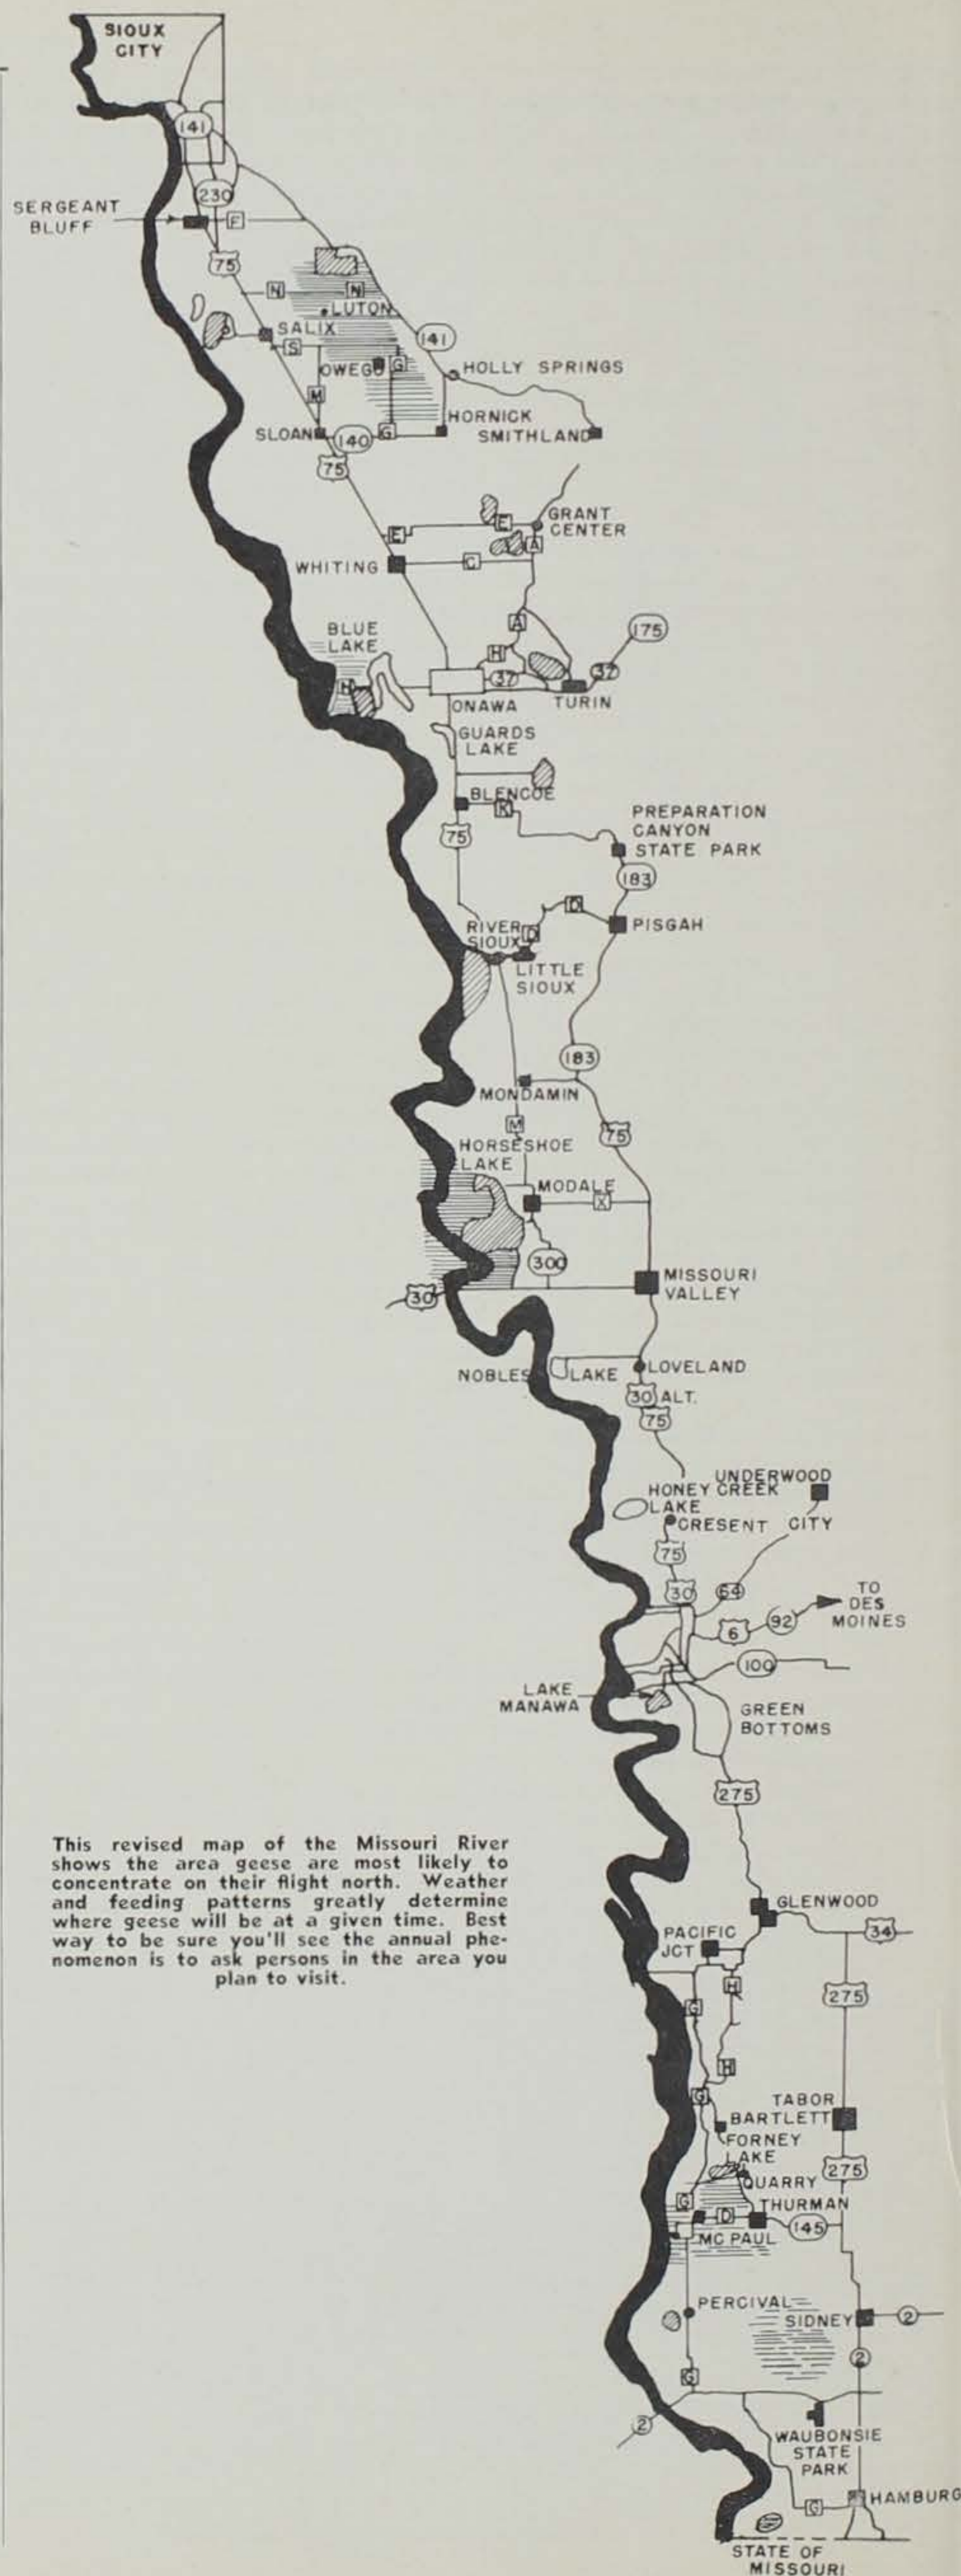 SIOUX
CITY
141
230
SERGEANT
BLUFF
F
75
N
N
LUTON
SALIX
S
141
OWEGO
G
HOLLY SPRINGS
M
HORNICK
SLOAN
140
G
SMITHLAND
75
GRANT
CENTER
E
E
A
WHITING
C
A
BLUE
LAKE
175
H
37
37
H
ONAWA
TURIN
GUARDS
LAKE
BLENCOE
K
75
PREPARATION
CANYON
STATE PARK
183
RIVER
SIOUX
D
D
PISGAH
LITTLE
SIOUX
183
MONDAMIN
M
75
HORSESHOE
LAKE
MODALE
X
300
30
MISSOURI
VALLEY
NOBLES LAKE
LOVELAND
30 ALT.
75
UNDERWOOD
HONEY CREEK
LAKE
CRESENT CITY
75
30
64
TO
DES
MOINES
6
92
100
LAKE
MANAWA
GREEN
BOTTOMS
275
This revised map of the Missouri River
shows the area geese are most likely to
concentrate on their flight north. Weather
and feeding patterns greatly determine
where geese will be at a given time. Best
way to be sure you'll see the annual phe-
nomenon is to ask persons in the area you
plan to visit.
GLENWOOD
34
PACIFIC
JCT
H
G
275
H
G
TABOR
BARTLETT
FORNEY
LAKE
275
QUARRY
G
THURMAN
D
145
MC PAUL
PERCIVAL
SIDNEY
2
2
G
2
WAUBONSIE
STATE
PARK
G
HAMBURG
STATE OF
MISSOURI